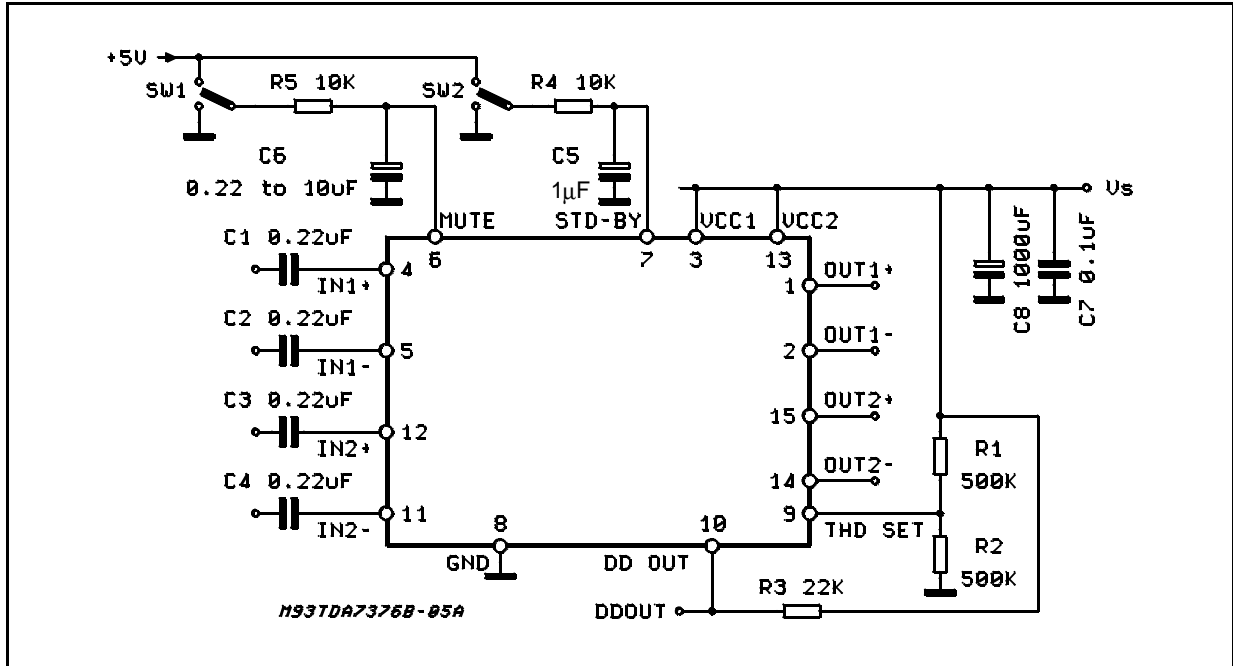 +5V
SW1
R5 10K
SW2
R4 10K
C6
0.22 to 10uF
C5
1µF
Vs
MUTE
STD-BY
VCC1
VCC2
6
7
3
13
C8 1000uF
C7 0.1uF
C1 0.22uF
4
IN1+
1
OUT1+
C2 0.22uF
5
IN1-
2
OUT1-
C3 0.22uF
12
IN2+
15
OUT2+
C4 0.22uF
11
IN2-
14
OUT2-
R1
500K
9
THD SET
8
GND
10
DD OUT
R2
500K
R3 22K
DDOUT
M93TDA7376B-05A